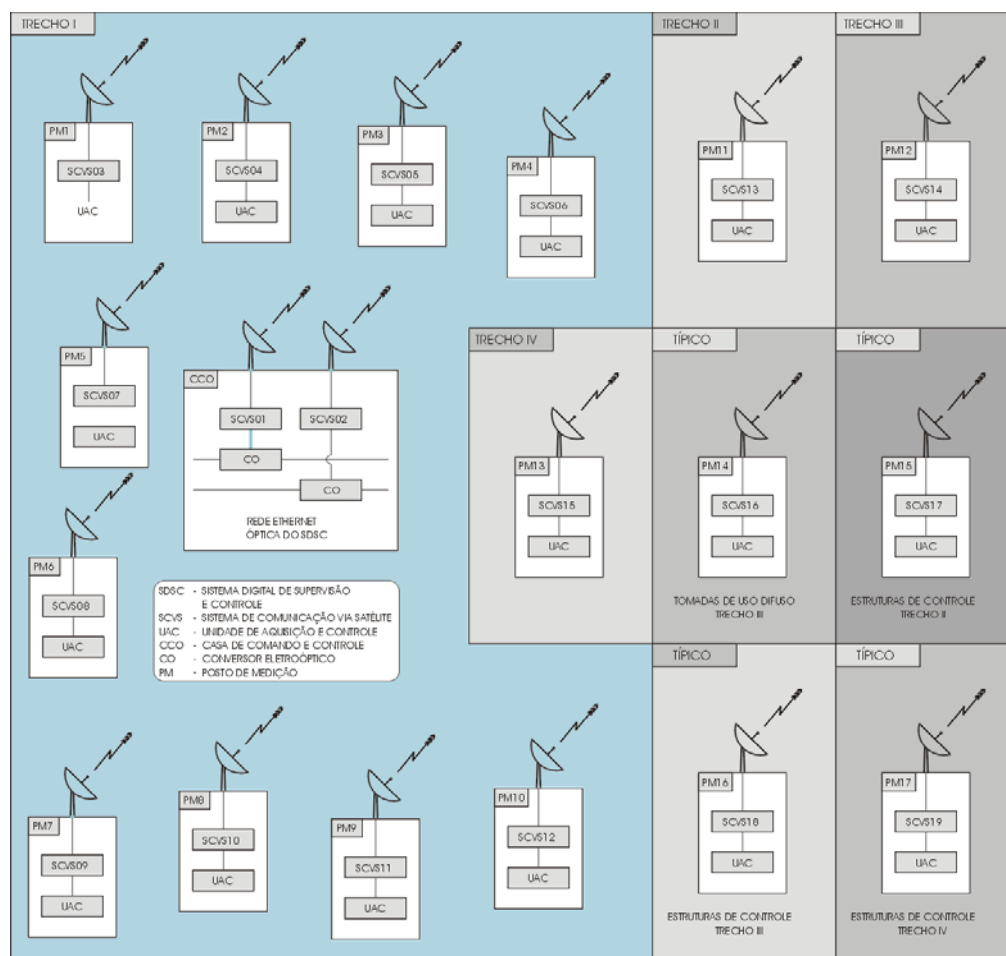 TRECHO I
TRECHO II
TRECHO III
PM1
SCVS03
UAC
PM2
SCVS04
UAC
PM3
SCVS05
UAC
PM4
SCVS06
UAC
PM11
SCVS13
UAC
PM12
SCVS14
UAC
PM5
SCVS07
UAC
CCO
SCVS01
SCVS02
CO
CO
REDE ETHERNET
ÓPTICA DO SDSC
TRECHO IV
PM13
SCVS15
UAC
TÍPICO
PM14
SCVS16
UAC
TOMADAS DE USO DIFUSO
TRECHO III
TÍPICO
PM15
SCVS17
UAC
ESTRUTURAS DE CONTROLE
TRECHO II
PM6
SCVS08
UAC
SDSC - SISTEMA DIGITAL DE SUPERVISÃO
E CONTROLE
SCVS - SISTEMA DE COMUNICAÇÃO VIA SATÉLITE
UAC - UNIDADE DE AQUISIÇÃO E CONTROLE
CCO - CASA DE COMANDO E CONTROLE
CO - CONVERSOR ELETROÓPTICO
PM - POSTO DE MEDIÇÃO
PM7
SCVS09
UAC
PM8
SCVS10
UAC
PM9
SCVS11
UAC
PM10
SCVS12
UAC
TÍPICO
PM16
SCVS18
UAC
ESTRUTURAS DE CONTROLE
TRECHO III
TÍPICO
PM17
SCVS19
UAC
ESTRUTURAS DE CONTROLE
TRECHO IV